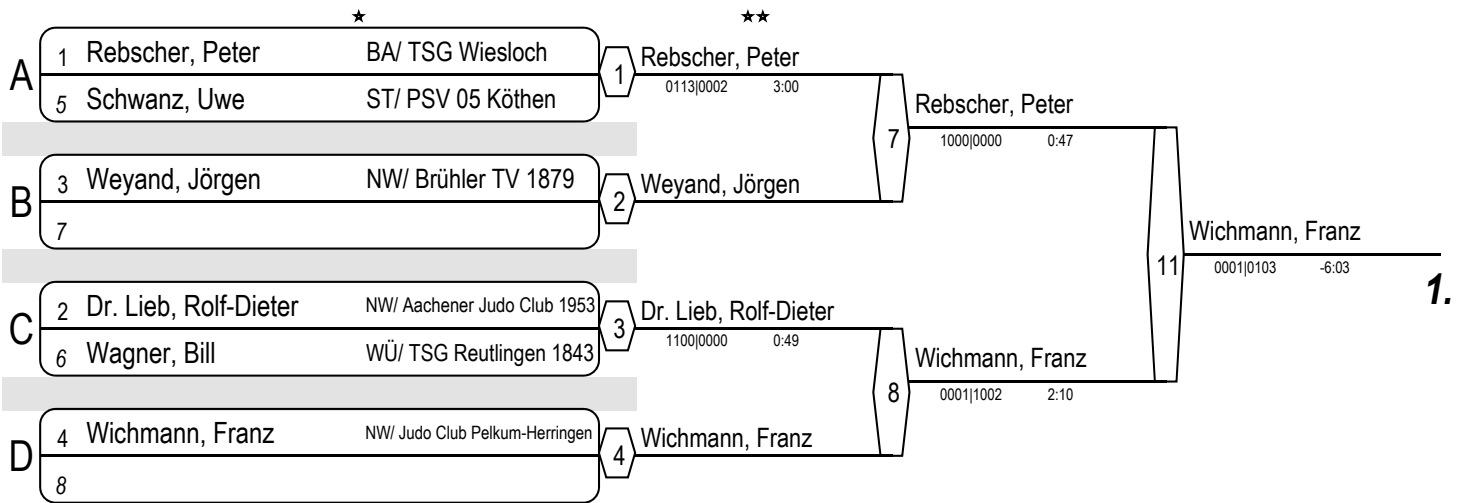 A
1 Rebscher, Peter BA/ TSG Wiesloch
5 Schwanz, Uwe ST/ PSV 05 Köthen
1 Rebscher, Peter
0113|0002 3:00
B
3 Weyand, Jörgen NW/ Brühler TV 1879
7
2 Weyand, Jörgen
7 Rebscher, Peter
1000|0000 0:47
C
2 Dr. Lieb, Rolf-Dieter NW/ Aachener Judo Club 1953
6 Wagner, Bill WÜ/ TSG Reutlingen 1843
3 Dr. Lieb, Rolf-Dieter
1100|0000 0:49
D
4 Wichmann, Franz NW/ Judo Club Pelkum-Herringen
8
4 Wichmann, Franz
8 Wichmann, Franz
0001|1002 2:10
11 Wichmann, Franz
0001|0103 -6:03
1.